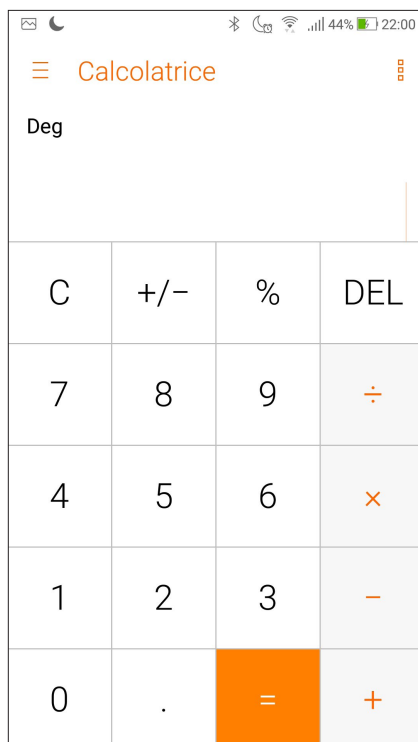 44% 22:00
Calcolatrice
Deg
C +/− % DEL
7 8 9 ÷
4 5 6 ×
1 2 3 −
0 . = +